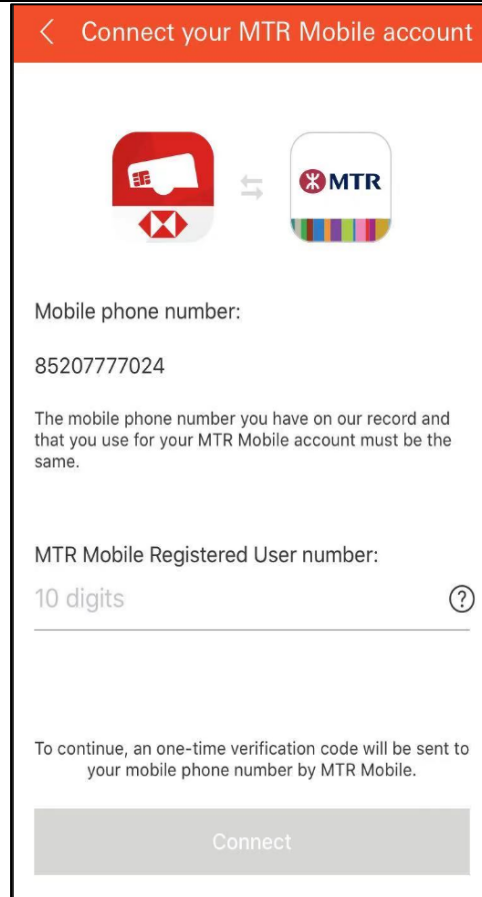 Connect your MTR Mobile account
MTR
Mobile phone number:
85207777024
The mobile phone number you have on our record and
that you use for your MTR Mobile account must be the
same.
MTR Mobile Registered User number:
10 digits
?
To continue, an one-time verification code will be sent to
your mobile phone number by MTR Mobile.
Connect